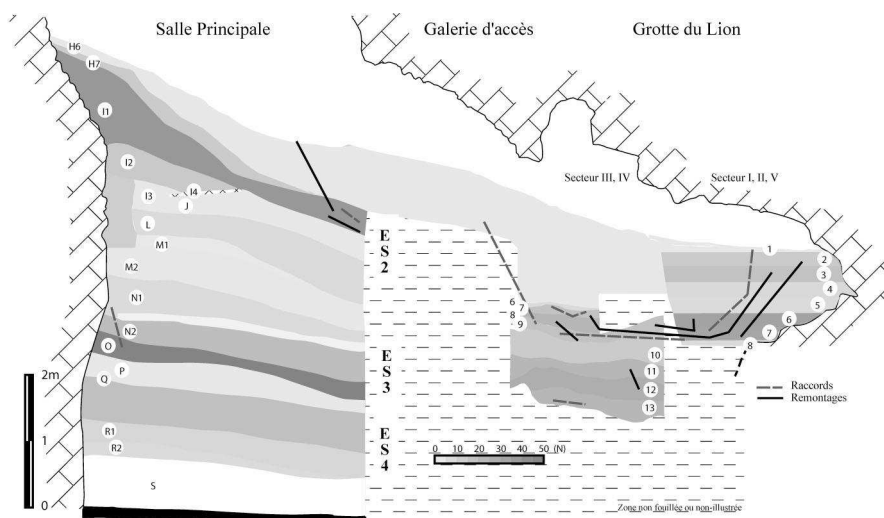 Salle Principale
Galerie d'accès
Grotte du Lion
H6
H7
I1
I2
I3
I4
J
L
M1
M2
N1
N2
O
P
Q
R1
R2
S
E
S
2
E
S
3
E
S
4
Secteur III, IV
Secteur I, II, V
1
2
3
4
5
6
7
8
6
7
8
9
10
11
12
13
Raccords
Remontages
2m
1
0
0 10 20 30 40 50 (N)
Zone non fouillée ou non-illustrée